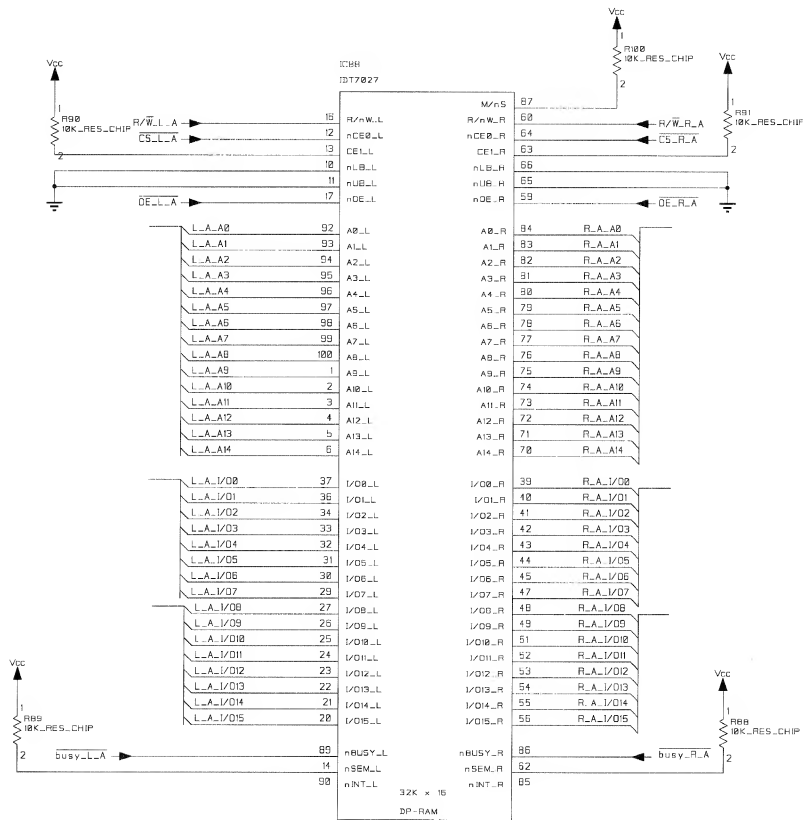 Vcc
1
R100
10K_RES_CHIP
2
Vcc
1
R91
10K_RES_CHIP
2
Vcc
1
R90
10K_RES_CHIP
2
IC88
IDT7027
M/nS 87
R/W_L_A 16 R/nW_L R/nW_R 60 R/W_R_A
CS_L_A 12 nCE0_L nCE0_R 64 CS_R_A
13 CE1_L CE1_R 63
10 nLB_L nLB_R 66
11 nUB_L nUB_R 65
OE_L_A 17 nOE_L nOE_R 59 OE_R_A
L_A_A0 92 A0_L A0_R 84 R_A_A0
L_A_A1 93 A1_L A1_R 83 R_A_A1
L_A_A2 94 A2_L A2_R 82 R_A_A2
L_A_A3 95 A3_L A3_R 81 R_A_A3
L_A_A4 96 A4_L A4_R 80 R_A_A4
L_A_A5 97 A5_L A5_R 79 R_A_A5
L_A_A6 98 A6_L A6_R 78 R_A_A6
L_A_A7 99 A7_L A7_R 77 R_A_A7
L_A_A8 100 A8_L A8_R 76 R_A_A8
L_A_A9 1 A9_L A9_R 75 R_A_A9
L_A_A10 2 A10_L A10_R 74 R_A_A10
L_A_A11 3 A11_L A11_R 73 R_A_A11
L_A_A12 4 A12_L A12_R 72 R_A_A12
L_A_A13 5 A13_L A13_R 71 R_A_A13
L_A_A14 6 A14_L A14_R 70 R_A_A14
L_A_I/O0 37 I/O0_L I/O0_R 39 R_A_I/O0
L_A_I/O1 36 I/O1_L I/O1_R 40 R_A_I/O1
L_A_I/O2 34 I/O2_L I/O2_R 41 R_A_I/O2
L_A_I/O3 33 I/O3_L I/O3_R 42 R_A_I/O3
L_A_I/O4 32 I/O4_L I/O4_R 43 R_A_I/O4
L_A_I/O5 31 I/O5_L I/O5_R 44 R_A_I/O5
L_A_I/O6 30 I/O6_L I/O6_R 45 R_A_I/O6
L_A_I/O7 29 I/O7_L I/O7_R 47 R_A_I/O7
L_A_I/O8 27 I/O8_L I/O8_R 48 R_A_I/O8
L_A_I/O9 26 I/O9_L I/O9_R 49 R_A_I/O9
L_A_I/O10 25 I/O10_L I/O10_R 51 R_A_I/O10
L_A_I/O11 24 I/O11_L I/O11_R 52 R_A_I/O11
L_A_I/O12 23 I/O12_L I/O12_R 53 R_A_I/O12
L_A_I/O13 22 I/O13_L I/O13_R 54 R_A_I/O13
L_A_I/O14 21 I/O14_L I/O14_R 55 R_A_I/O14
L_A_I/O15 20 I/O15_L I/O15_R 56 R_A_I/O15
Vcc
1
R89
10K_RES_CHIP
2
Vcc
1
R88
10K_RES_CHIP
2
busy_L_A 89 nBUSY_L nBUSY_R 86 busy_R_A
14 nSEM_L nSEM_R 62
90 nINT_L nINT_R 85
32K x 16
DP-RAM